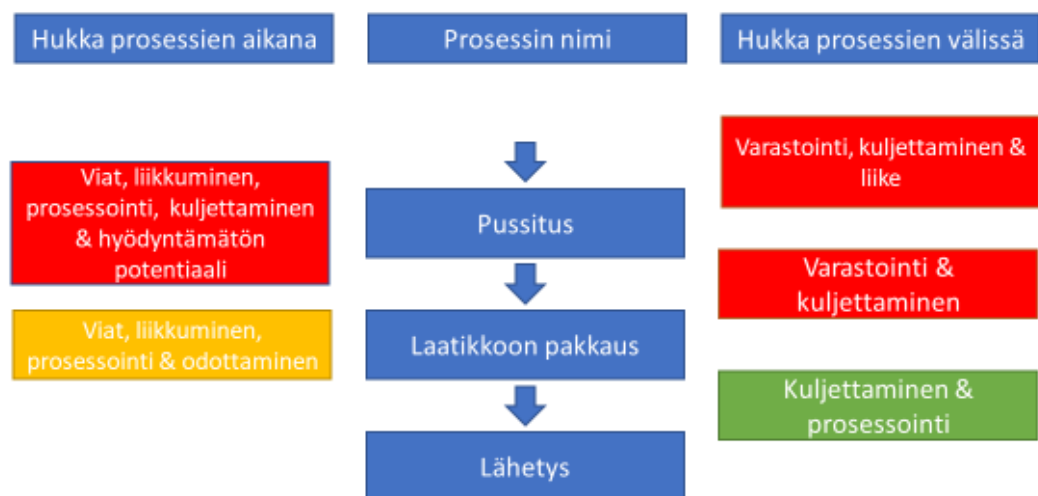 Hukka prosessien aikana
Prosessin nimi
Hukka prosessien välissä
Varastointi, kuljettaminen &
liike
Viat, liikkuminen,
prosessointi, kuljettaminen
& hyödyntämätön
potentiaali
Pussitus
Varastointi &
kuljettaminen
Viat, liikkuminen,
prosessointi & odottaminen
Laatikkoon pakkaus
Kuljettaminen &
prosessointi
Lähetys